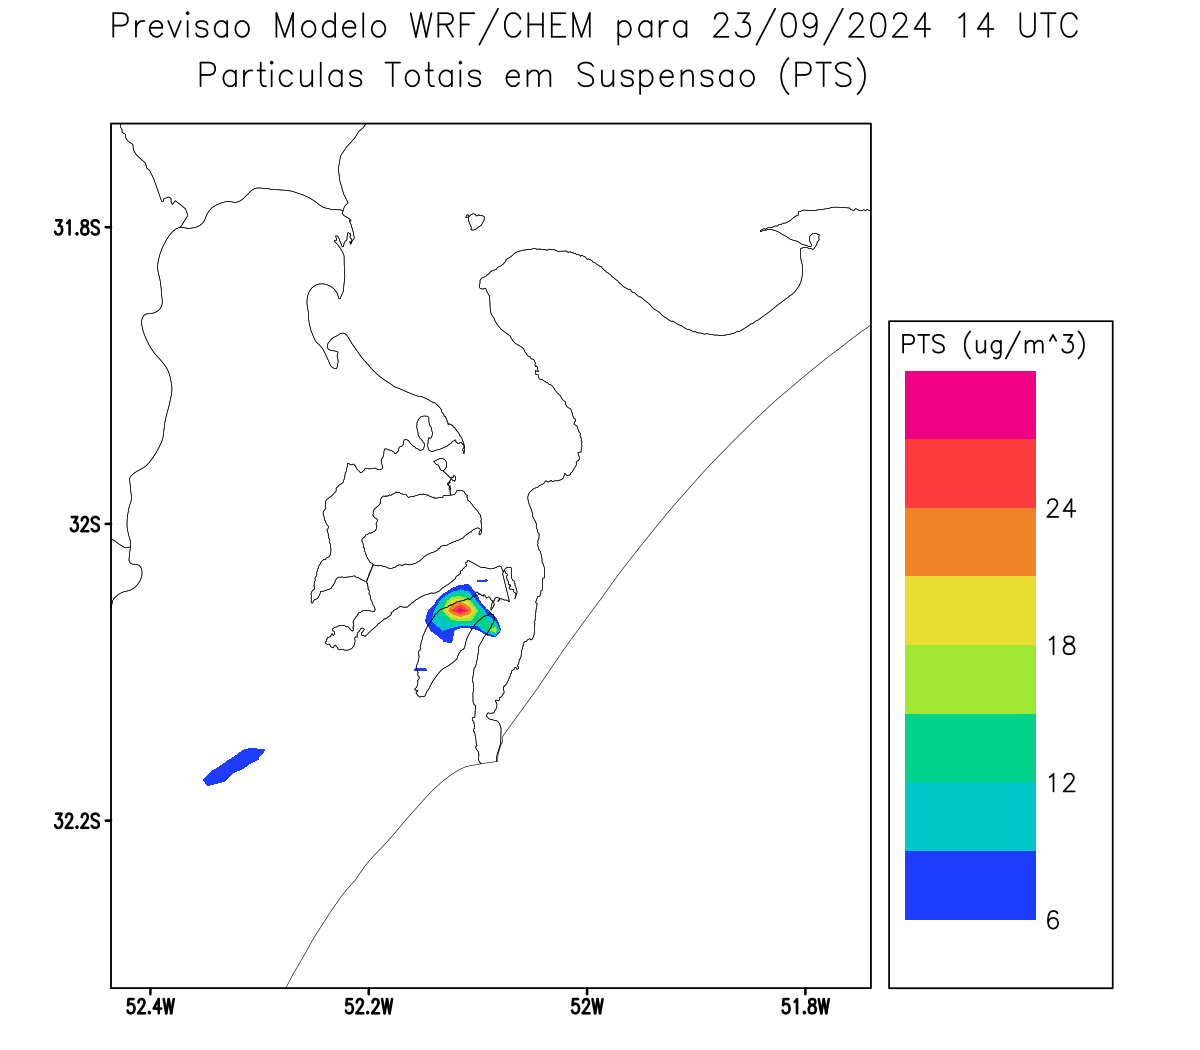 Previsao Modelo WRF/CHEM para 23/09/2024 14 UTC
Particulas Totais em Suspensao (PTS)
31.8S
32S
32.2S
52.4W
52.2W
52W
51.8W
PTS (ug/m^3)
24
18
12
6